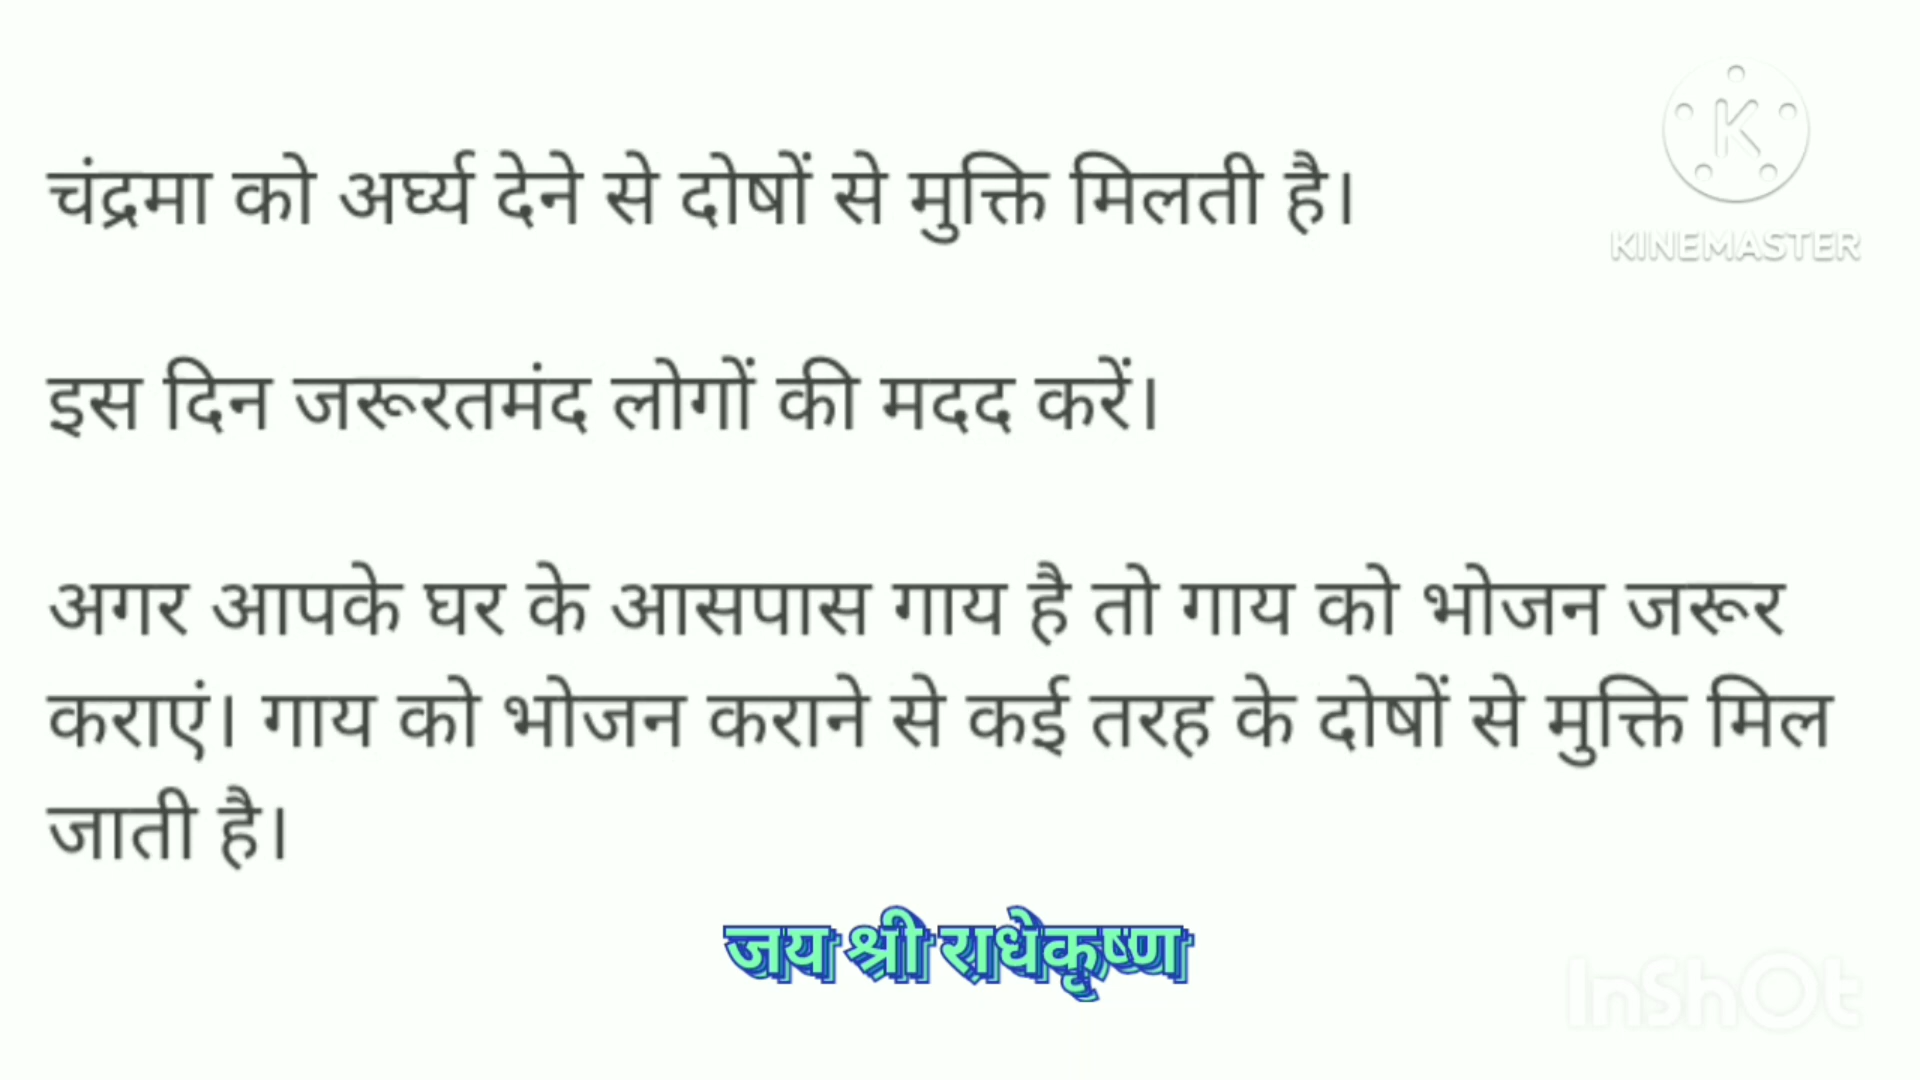 चंद्रमा को अर्घ्य देने से दोषों से मुक्ति मिलती है।
KINEMASTER
इस दिन जरूरतमंद लोगों की मदद करें।
अगर आपके घर के आसपास गाय है तो गाय को भोजन जरूर
कराएं। गाय को भोजन कराने से कई तरह के दोषों से मुक्ति मिल
जाती है।
जय श्री राधेकृष्ण
InShOt